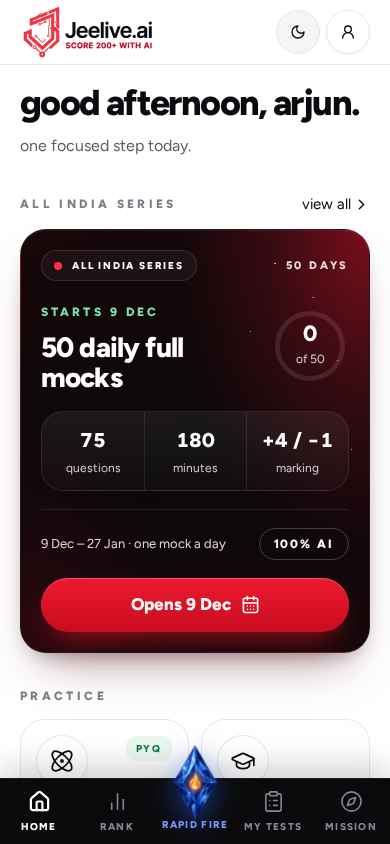 Jeelive.ai
SCORE 200+ WITH AI
good afternoon, arjun.
one focused step today.
ALL INDIA SERIES
view all
ALL INDIA SERIES
50 DAYS
STARTS 9 DEC
50 daily full
mocks
0
of 50
75
questions
180
minutes
+4 / −1
marking
9 Dec – 27 Jan · one mock a day
100% AI
Opens 9 Dec
PRACTICE
PYQ
HOME
RANK
RAPID FIRE
MY TESTS
MISSION